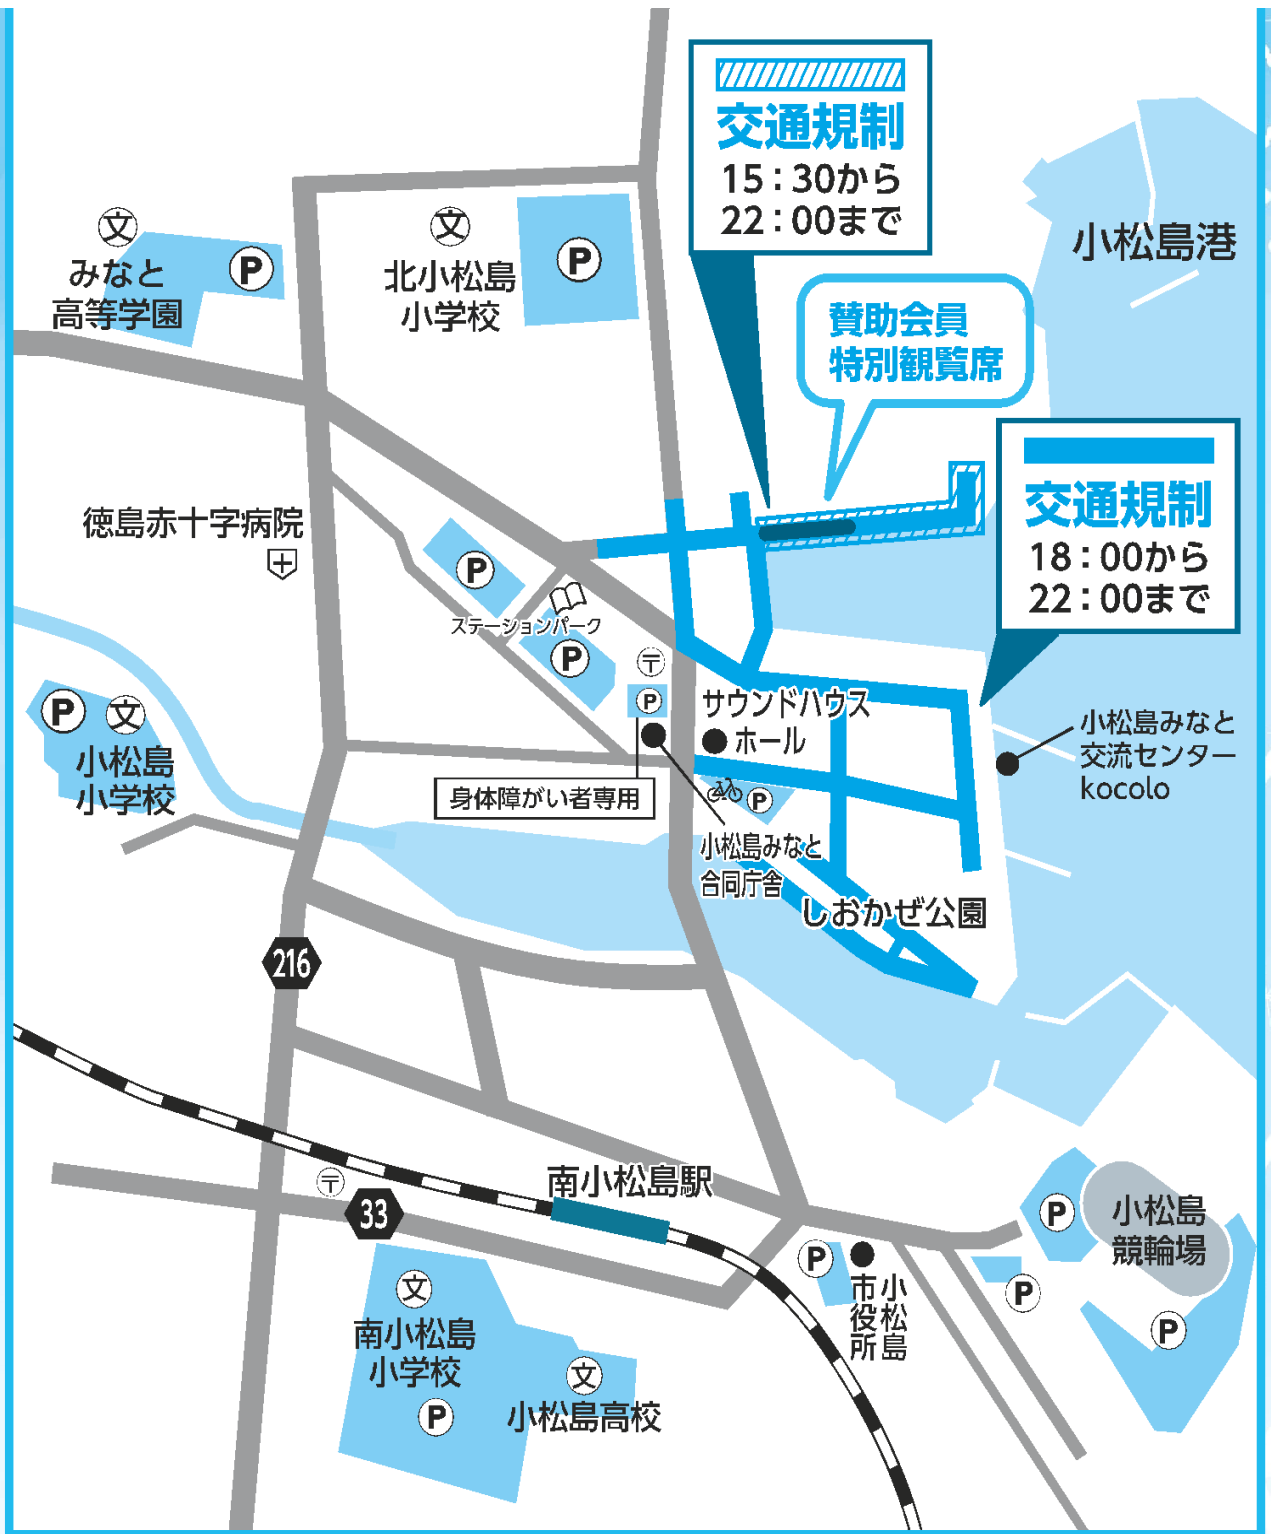 交通規制
15：30から
22：00まで
小松島港
文
みなと
高等学園
P
文
北小松島
小学校
P
賛助会員
特別観覧席
交通規制
18：00から
22：00まで
徳島赤十字病院
P
ステーションパーク
P
〒
P
サウンドハウス
ホール
小松島みなと
交流センター
kocolo
P
文
小松島
小学校
身体障がい者専用
P
小松島みなと
合同庁舎
しおかぜ公園
216
南小松島駅
〒
33
P
小松島
競輪場
P
小松島
市役所
P
P
文
南小松島
小学校
P
文
小松島高校